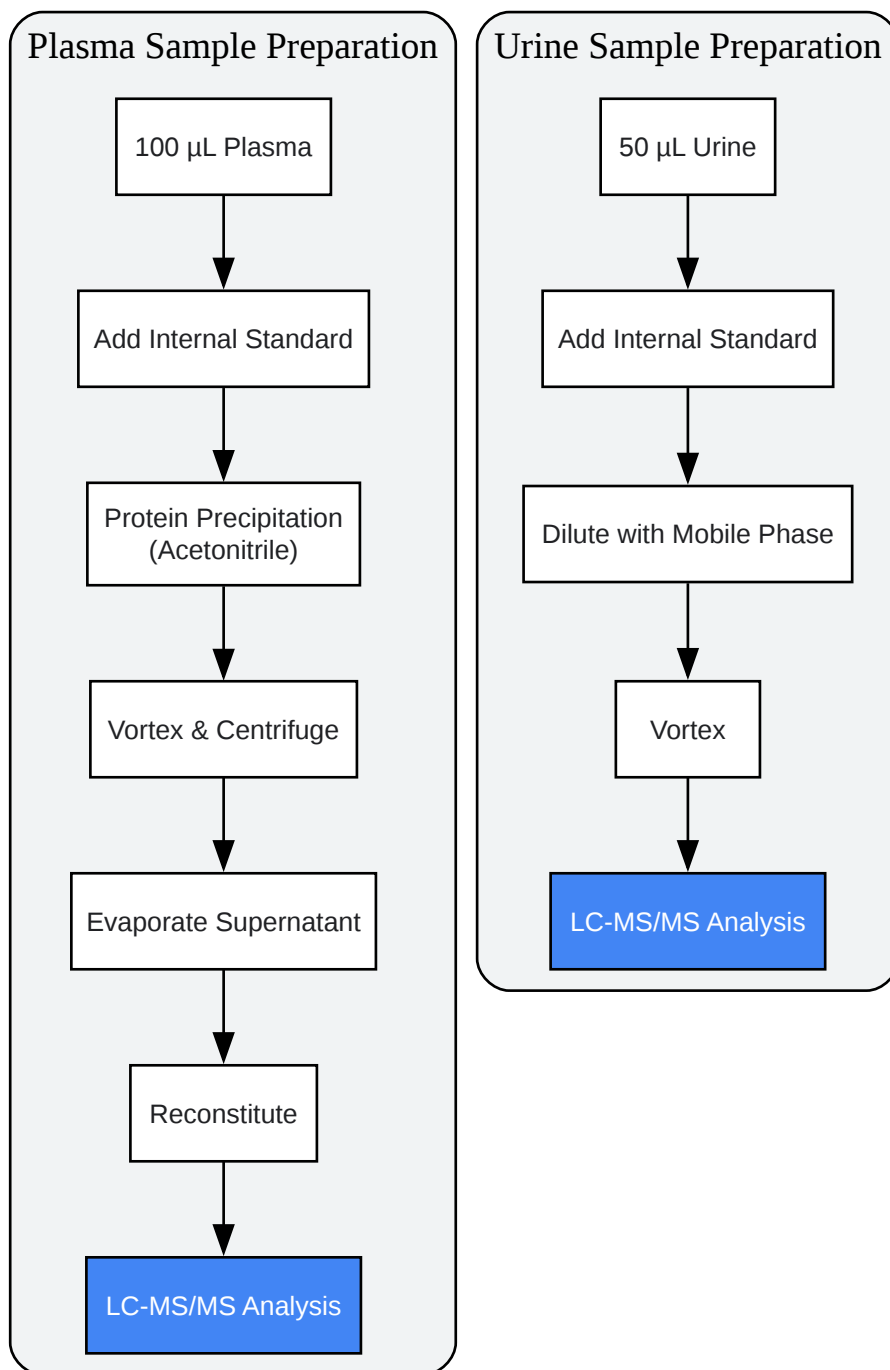 Plasma Sample Preparation
100 µL Plasma
Add Internal Standard
Protein Precipitation
(Acetonitrile)
Vortex & Centrifuge
Evaporate Supernatant
Reconstitute
LC-MS/MS Analysis
Urine Sample Preparation
50 µL Urine
Add Internal Standard
Dilute with Mobile Phase
Vortex
LC-MS/MS Analysis